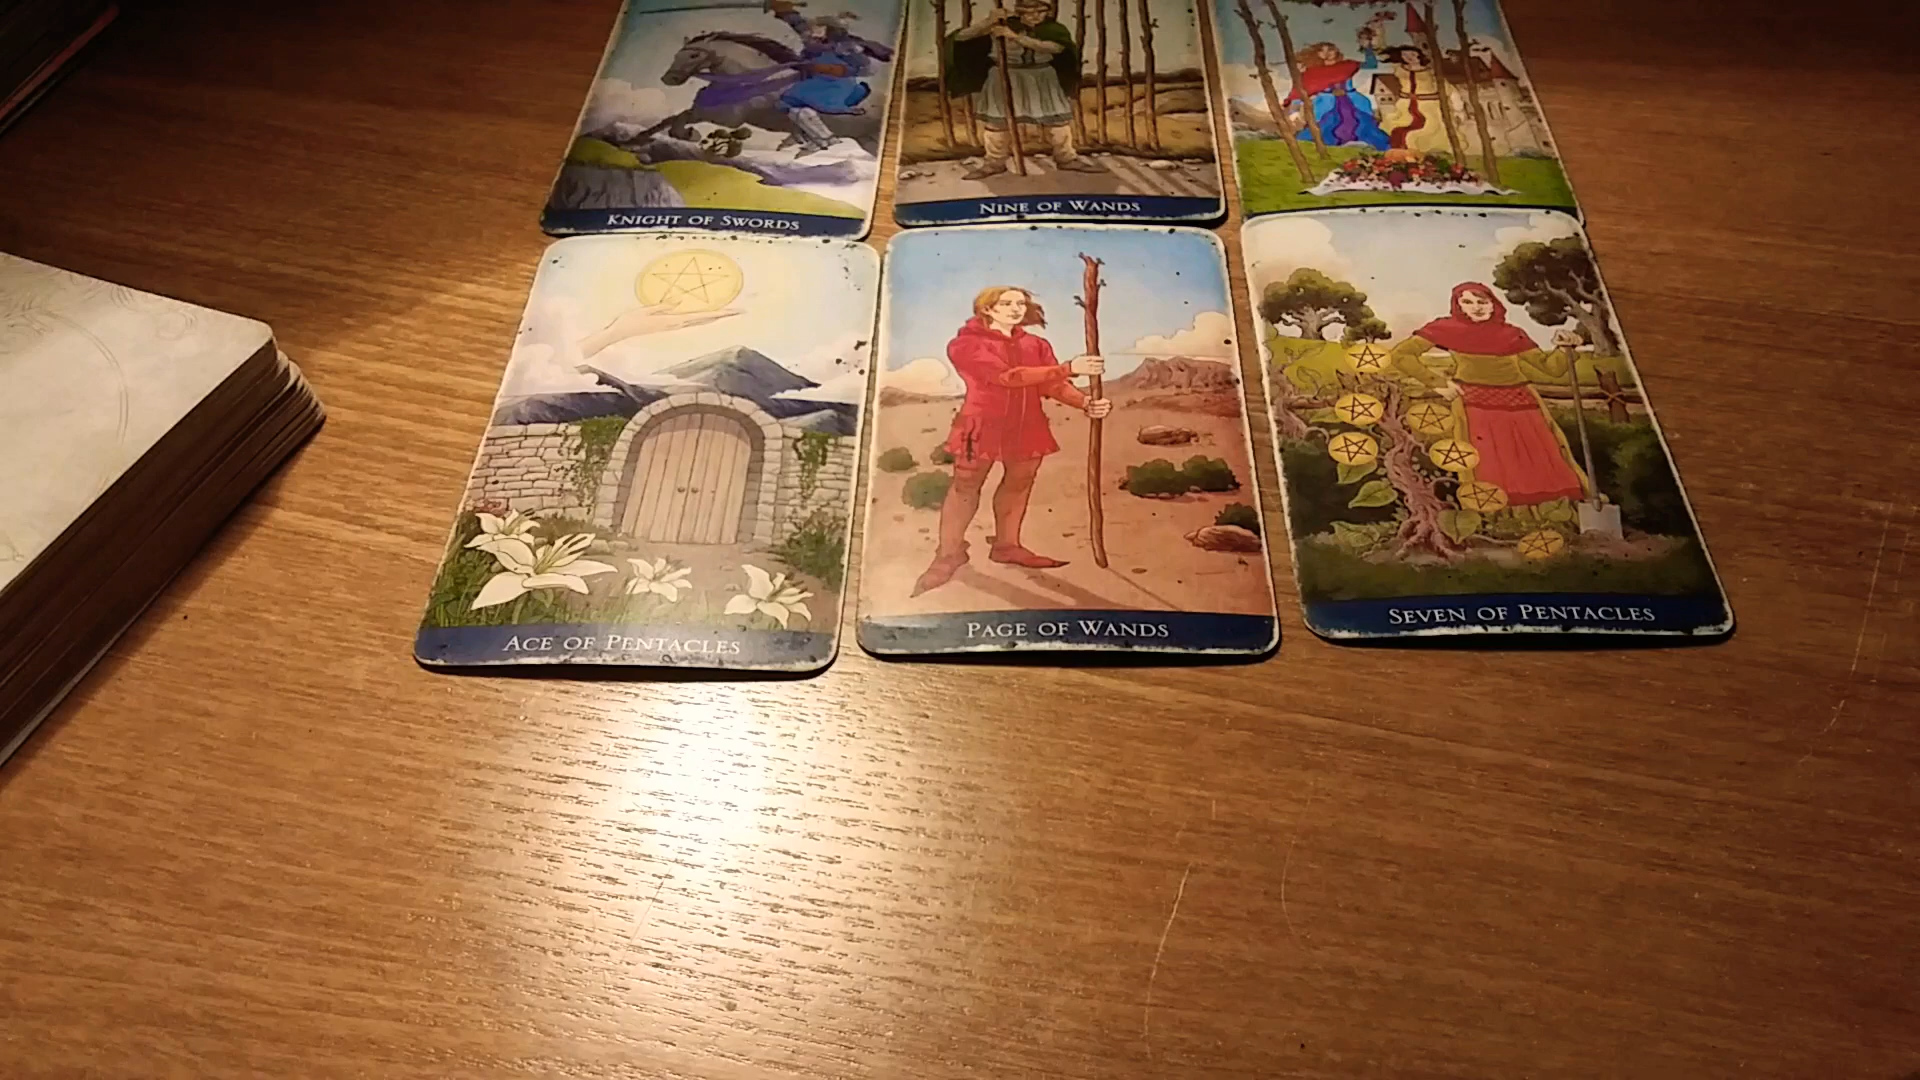 KNIGHT OF SWORDS
NINE OF WANDS
ACE OF PENTACLES
PAGE OF WANDS
SEVEN OF PENTACLES